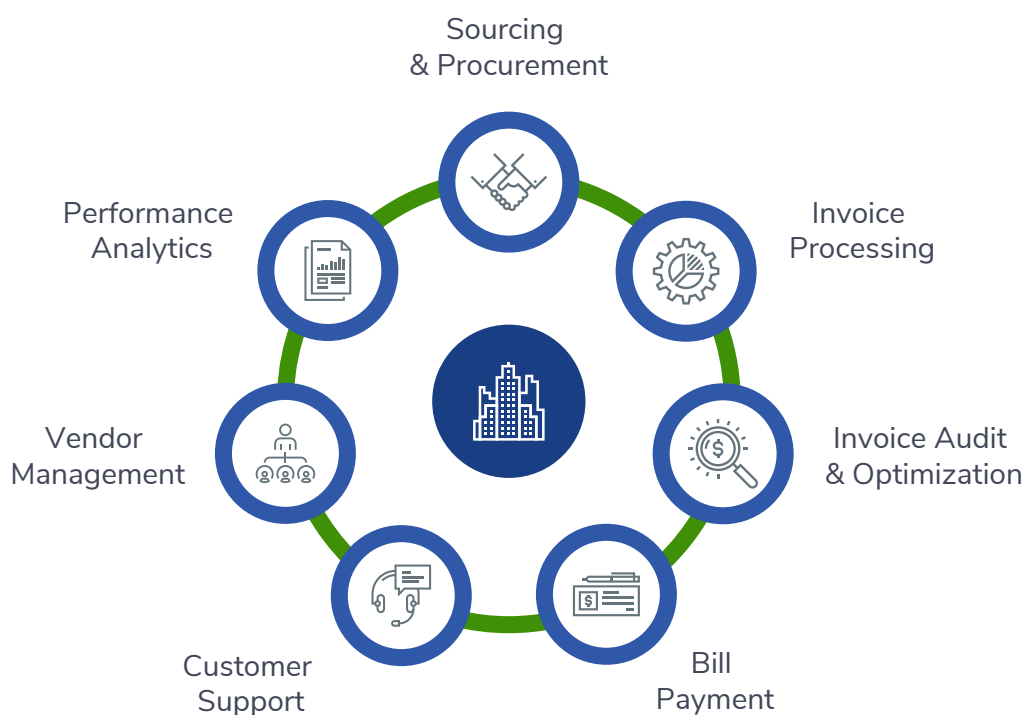 Sourcing
& Procurement
Invoice
Processing
Invoice Audit
& Optimization
Bill
Payment
Customer
Support
Vendor
Management
Performance
Analytics
$
$